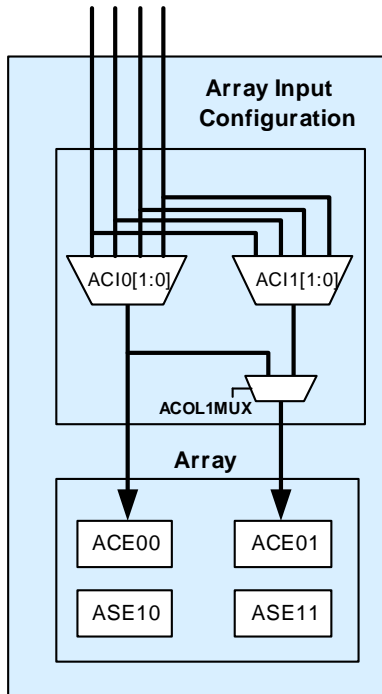 Array Input
Configuration
ACI0[1:0]
ACI1[1:0]
ACOL1MUX
Array
ACE00
ACE01
ASE10
ASE11